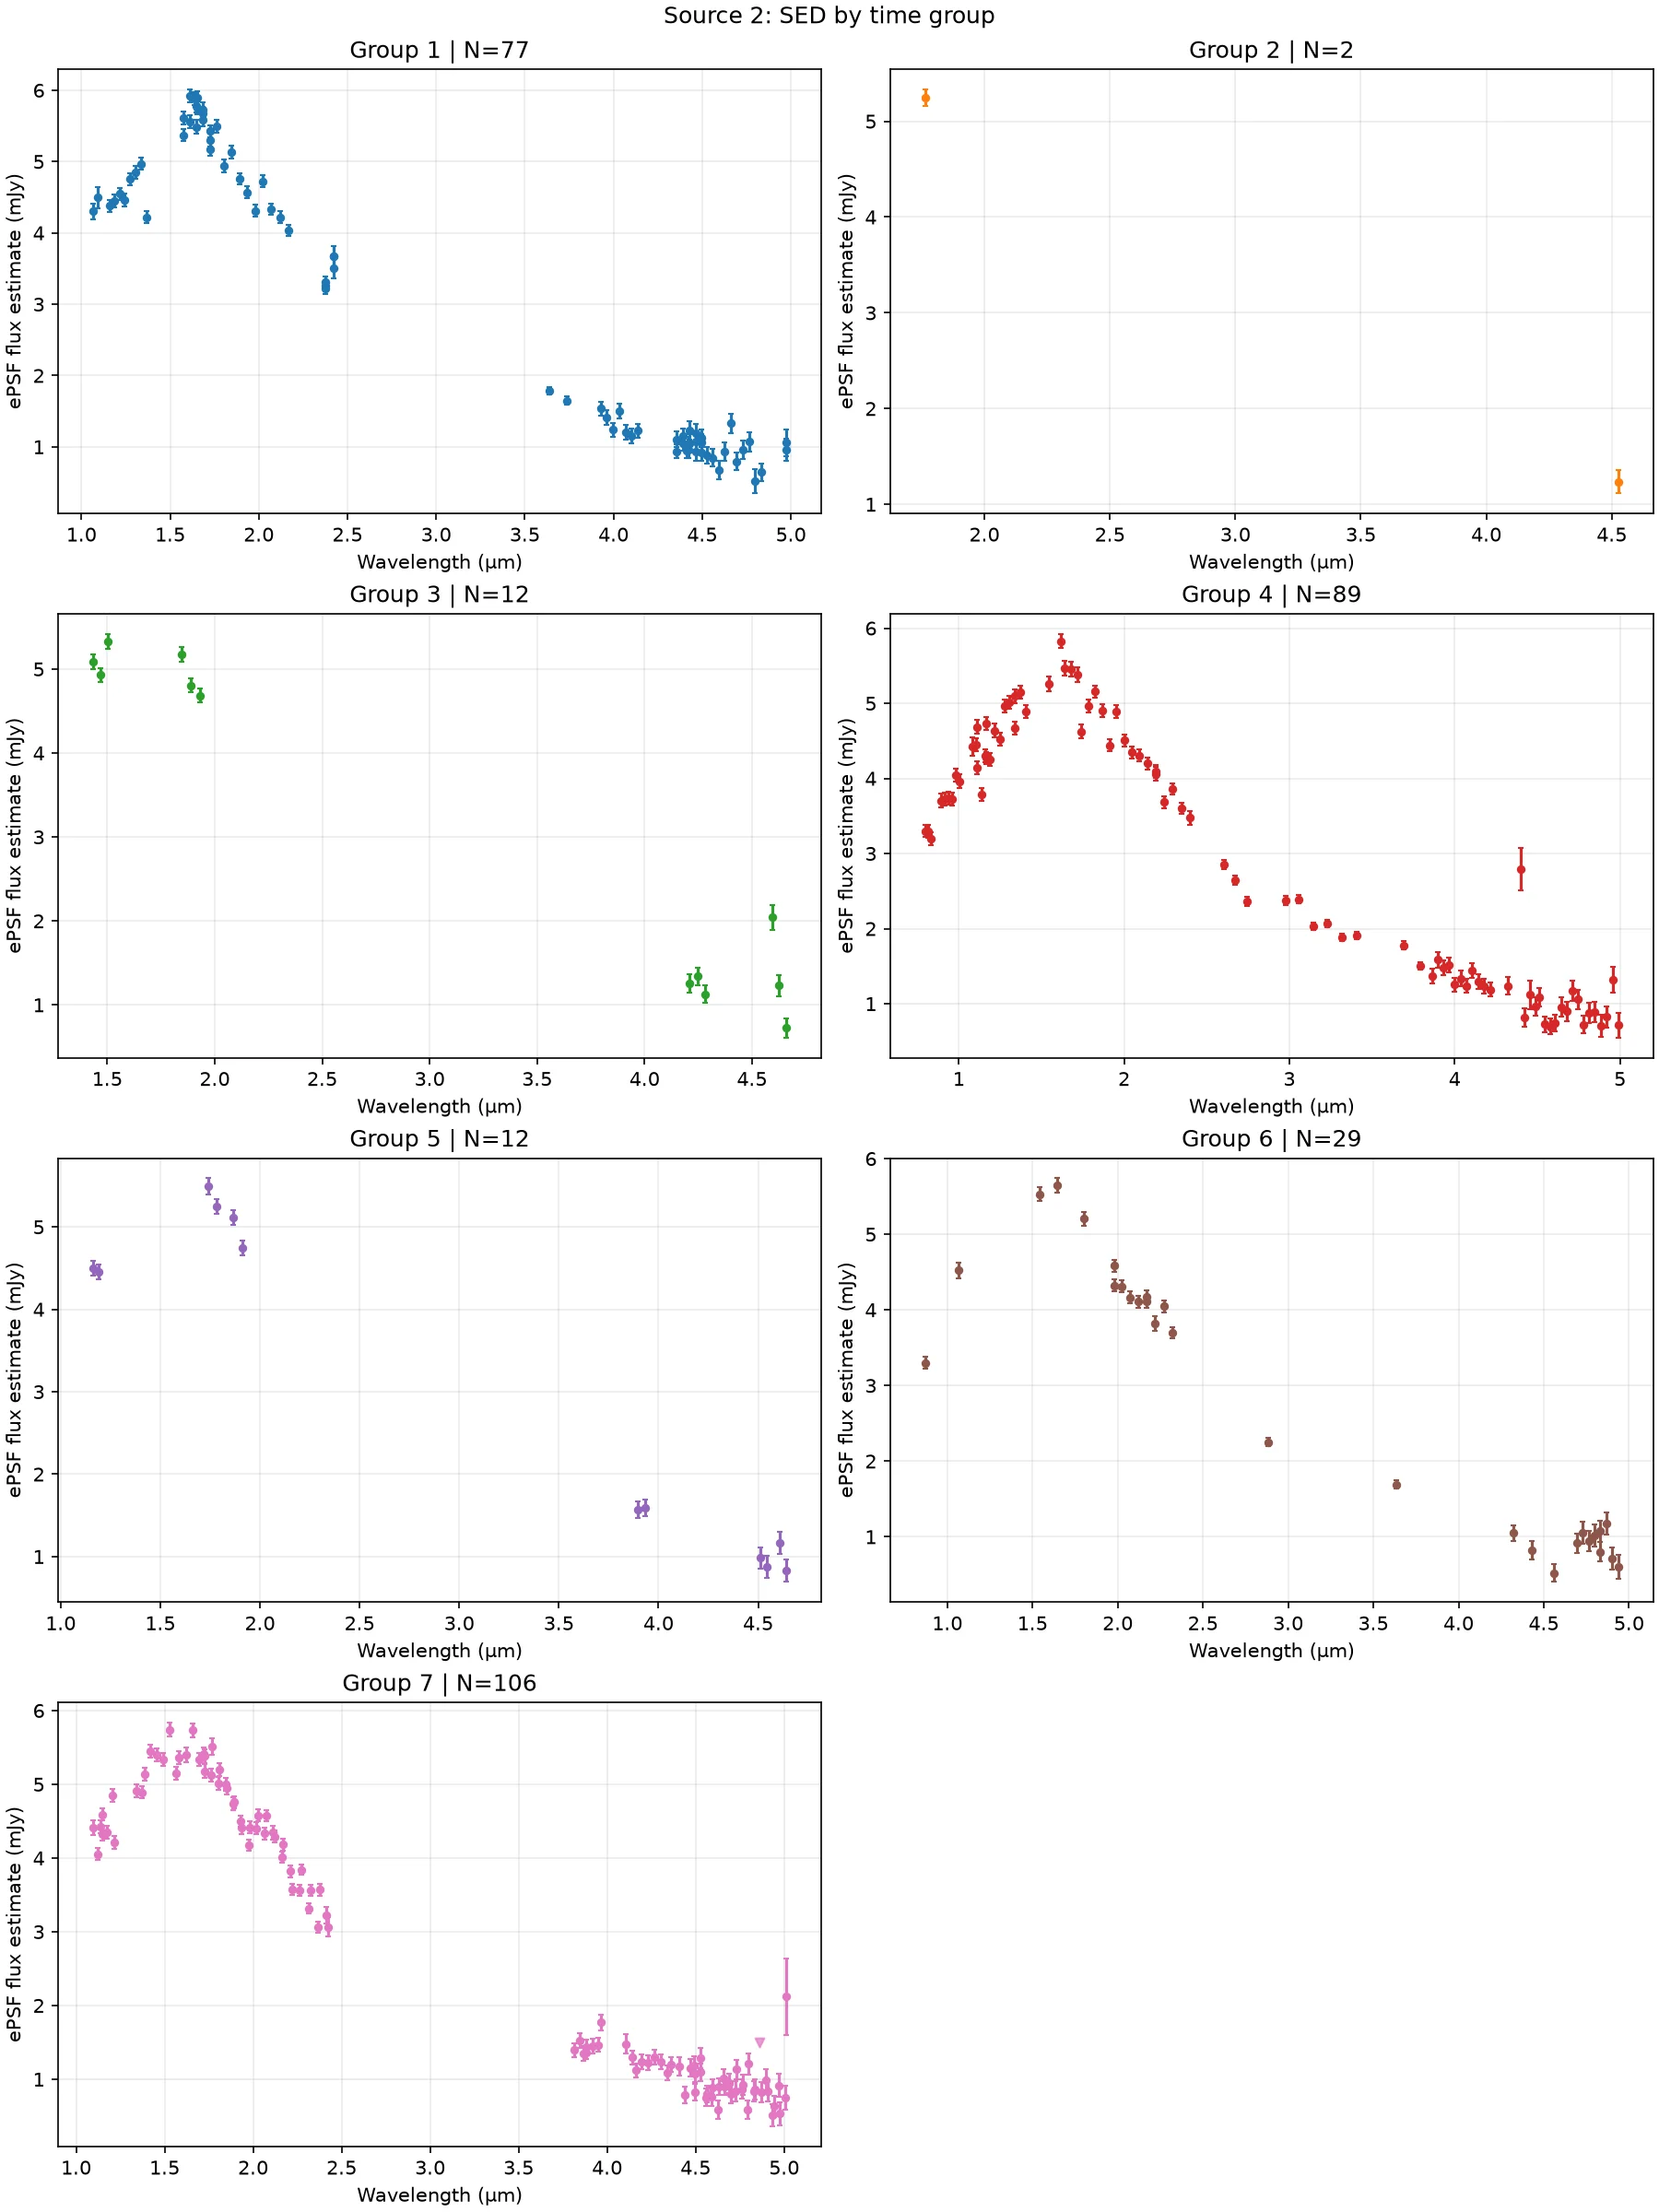 Source 2: SED by time group
Group 1 | N=77
6
5
4
3
2
1
ePSF flux estimate (mJy)
1.0 1.5 2.0 2.5 3.0 3.5 4.0 4.5 5.0
Wavelength (μm)
Group 2 | N=2
5
4
3
2
1
ePSF flux estimate (mJy)
2.0 2.5 3.0 3.5 4.0 4.5
Wavelength (μm)
Group 3 | N=12
5
4
3
2
1
ePSF flux estimate (mJy)
1.5 2.0 2.5 3.0 3.5 4.0 4.5
Wavelength (μm)
Group 4 | N=89
6
5
4
3
2
1
ePSF flux estimate (mJy)
1 2 3 4 5
Wavelength (μm)
Group 5 | N=12
5
4
3
2
1
ePSF flux estimate (mJy)
1.0 1.5 2.0 2.5 3.0 3.5 4.0 4.5
Wavelength (μm)
Group 6 | N=29
6
5
4
3
2
1
ePSF flux estimate (mJy)
1.0 1.5 2.0 2.5 3.0 3.5 4.0 4.5 5.0
Wavelength (μm)
Group 7 | N=106
6
5
4
3
2
1
ePSF flux estimate (mJy)
1.0 1.5 2.0 2.5 3.0 3.5 4.0 4.5 5.0
Wavelength (μm)